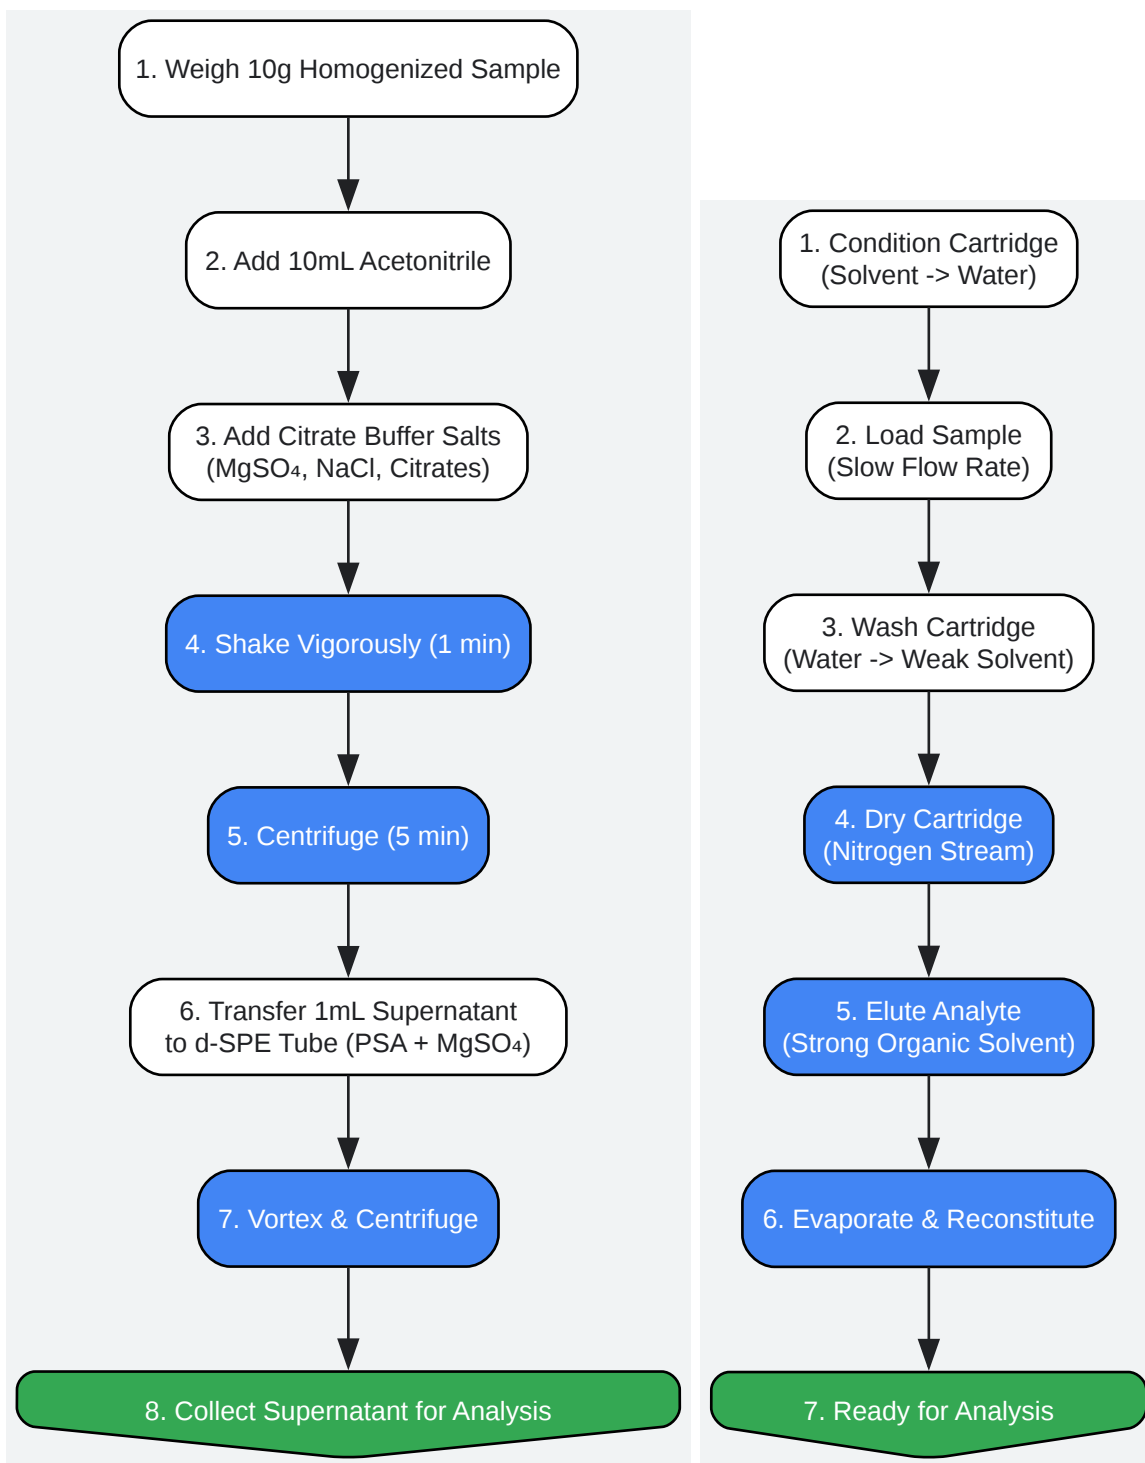 1. Weigh 10g Homogenized Sample
2. Add 10mL Acetonitrile
3. Add Citrate Buffer Salts
(MgSO₄, NaCl, Citrates)
4. Shake Vigorously (1 min)
5. Centrifuge (5 min)
6. Transfer 1mL Supernatant
to d-SPE Tube (PSA + MgSO₄)
7. Vortex & Centrifuge
8. Collect Supernatant for Analysis
1. Condition Cartridge
(Solvent -> Water)
2. Load Sample
(Slow Flow Rate)
3. Wash Cartridge
(Water -> Weak Solvent)
4. Dry Cartridge
(Nitrogen Stream)
5. Elute Analyte
(Strong Organic Solvent)
6. Evaporate & Reconstitute
7. Ready for Analysis